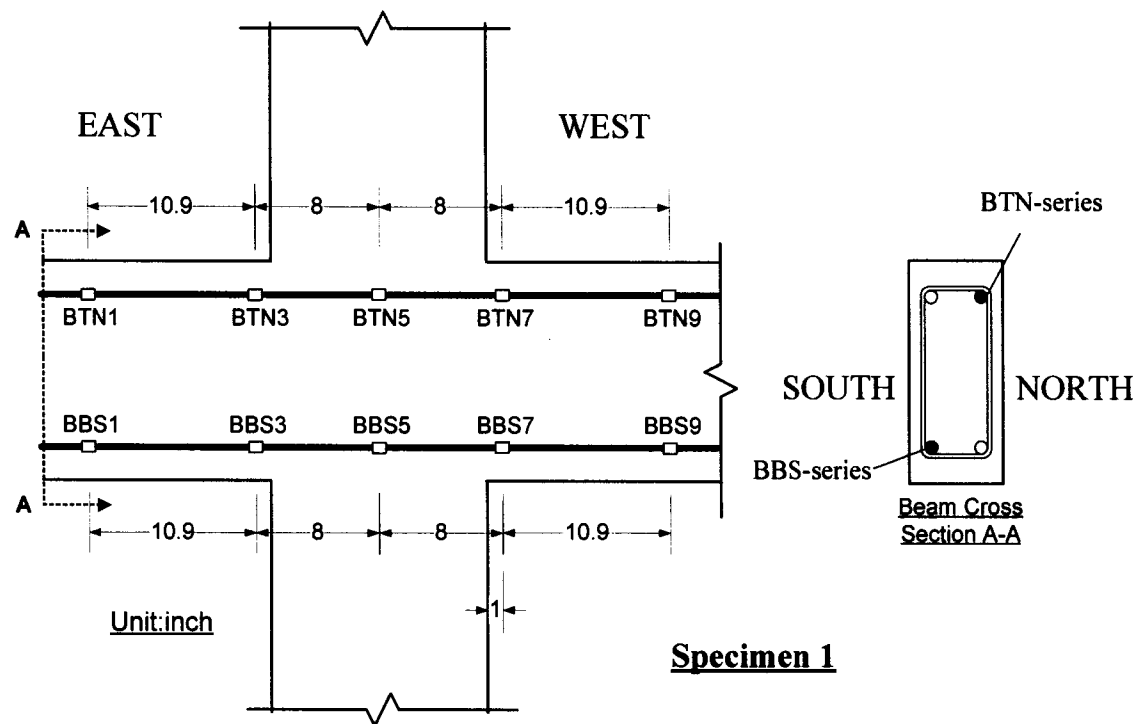 EAST
WEST
10.9
8
8
10.9
A
BTN-series
BTN1
BTN3
BTN5
BTN7
BTN9
SOUTH
NORTH
BBS1
BBS3
BBS5
BBS7
BBS9
BBS-series
A
Beam Cross
Section A-A
10.9
8
8
10.9
1
Unit:inch
Specimen 1